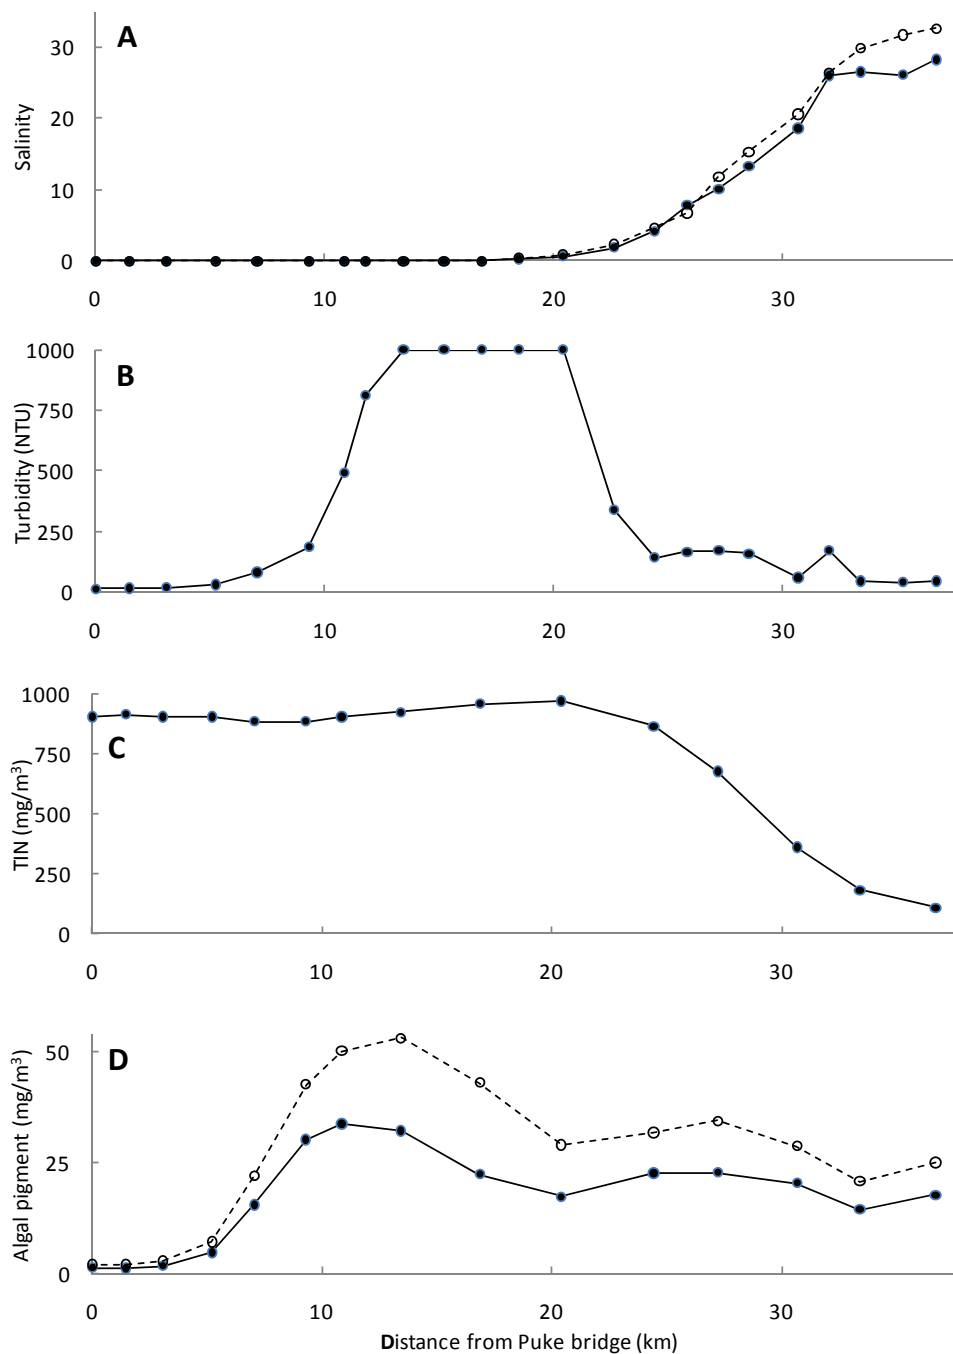 A
30
20
10
0
Salinity
0 10 20 30
B
1000
750
500
250
0
Turbidity (NTU)
0 10 20 30
C
1000
750
500
250
0
TIN (mg/m³)
0 10 20 30
D
50
25
0
Algal pigment (mg/m³)
0 10 20 30
Distance from Puke bridge (km)